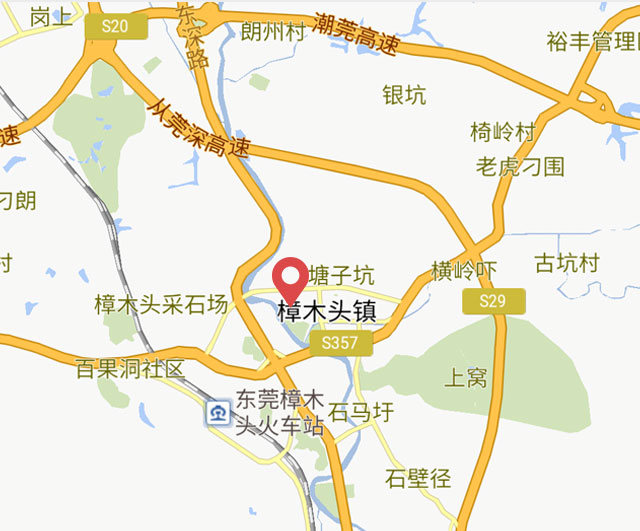 岗上
S20
东深路
朗州村
潮莞高速
裕丰管理
银坑
从莞深高速
速
椅岭村
老虎刁围
刁朗
村
塘子坑
横岭吓
古坑村
樟木头采石场
樟木头镇
S29
S357
百果洞社区
上窝
东莞樟木
头火车站
石马圩
石壁径